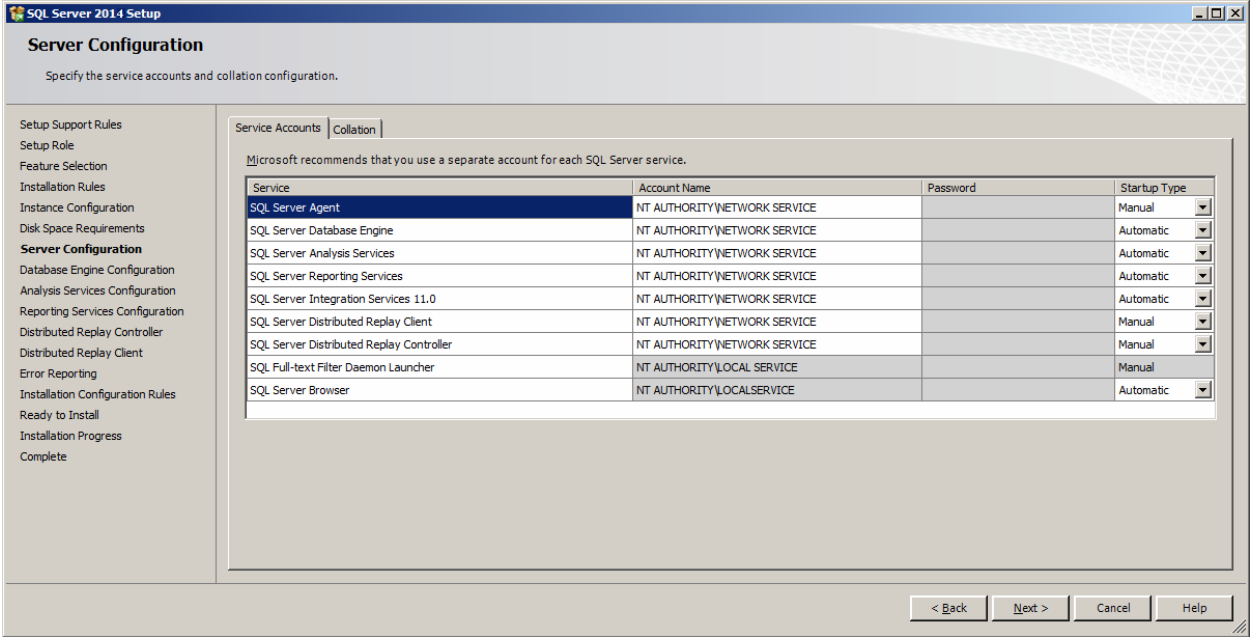 SQL Server 2014 Setup
Server Configuration
Specify the service accounts and collation configuration.
Setup Support Rules
Setup Role
Feature Selection
Installation Rules
Instance Configuration
Disk Space Requirements
Server Configuration
Database Engine Configuration
Analysis Services Configuration
Reporting Services Configuration
Distributed Replay Controller
Distributed Replay Client
Error Reporting
Installation Configuration Rules
Ready to Install
Installation Progress
Complete
Service Accounts Collation
Microsoft recommends that you use a separate account for each SQL Server service.
Service Account Name Password Startup Type
SQL Server Agent NT AUTHORITY\NETWORK SERVICE Manual
SQL Server Database Engine NT AUTHORITY\NETWORK SERVICE Automatic
SQL Server Analysis Services NT AUTHORITY\NETWORK SERVICE Automatic
SQL Server Reporting Services NT AUTHORITY\NETWORK SERVICE Automatic
SQL Server Integration Services 11.0 NT AUTHORITY\NETWORK SERVICE Automatic
SQL Server Distributed Replay Client NT AUTHORITY\NETWORK SERVICE Manual
SQL Server Distributed Replay Controller NT AUTHORITY\NETWORK SERVICE Manual
SQL Full-text Filter Daemon Launcher NT AUTHORITY\LOCAL SERVICE Manual
SQL Server Browser NT AUTHORITY\LOCALSERVICE Automatic
< Back Next > Cancel Help